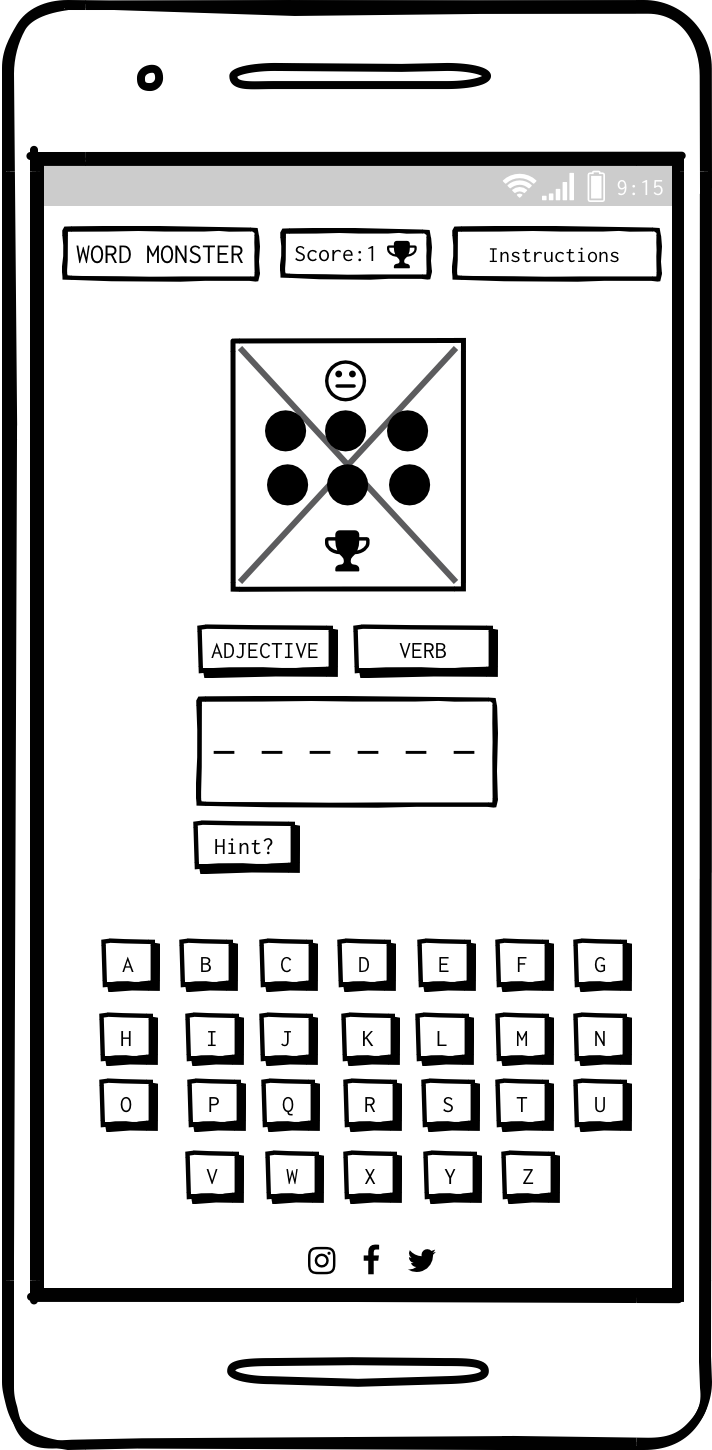 9:15
WORD MONSTER Score:1 Instructions
ADJECTIVE VERB
_ _ _ _ _ _
Hint?
A B C D E F G
H I J K L M N
O P Q R S T U
V W X Y Z